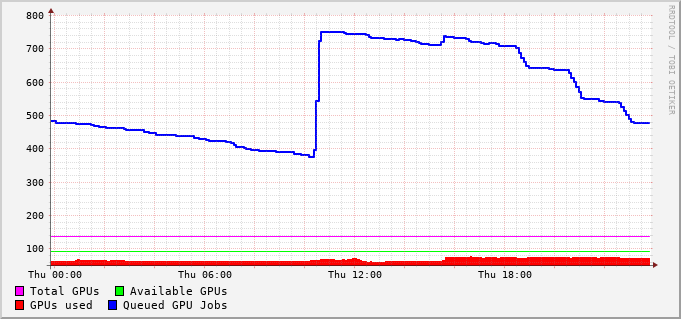 800
700
600
500
400
300
200
100
Thu 00:00 Thu 06:00 Thu 12:00 Thu 18:00
Total GPUs Available GPUs
GPUs used Queued GPU Jobs
RRDTOOL / TOBI OETIKER